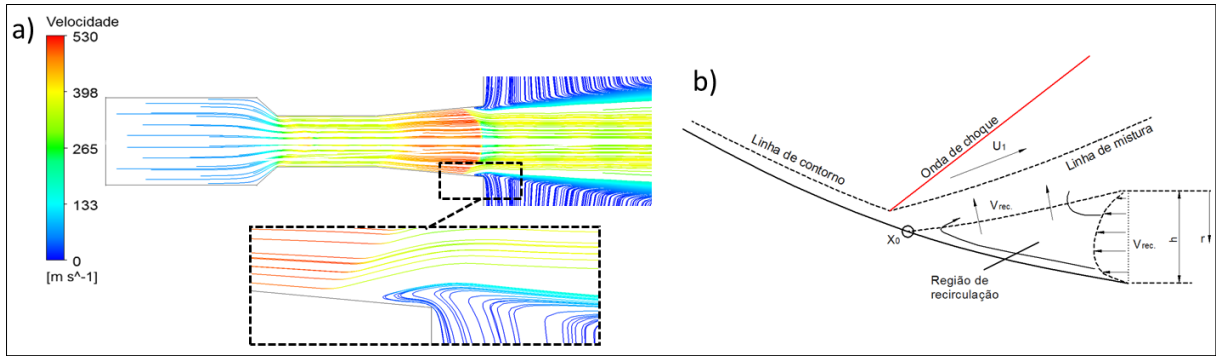 a)
Velocidade
530
398
265
133
0
[m s^-1]
b)
Linha de contorno
Onda de choque
U1
Linha de mistura
X0
Vrec.
Vrec.
h
r
Região de
recirculação